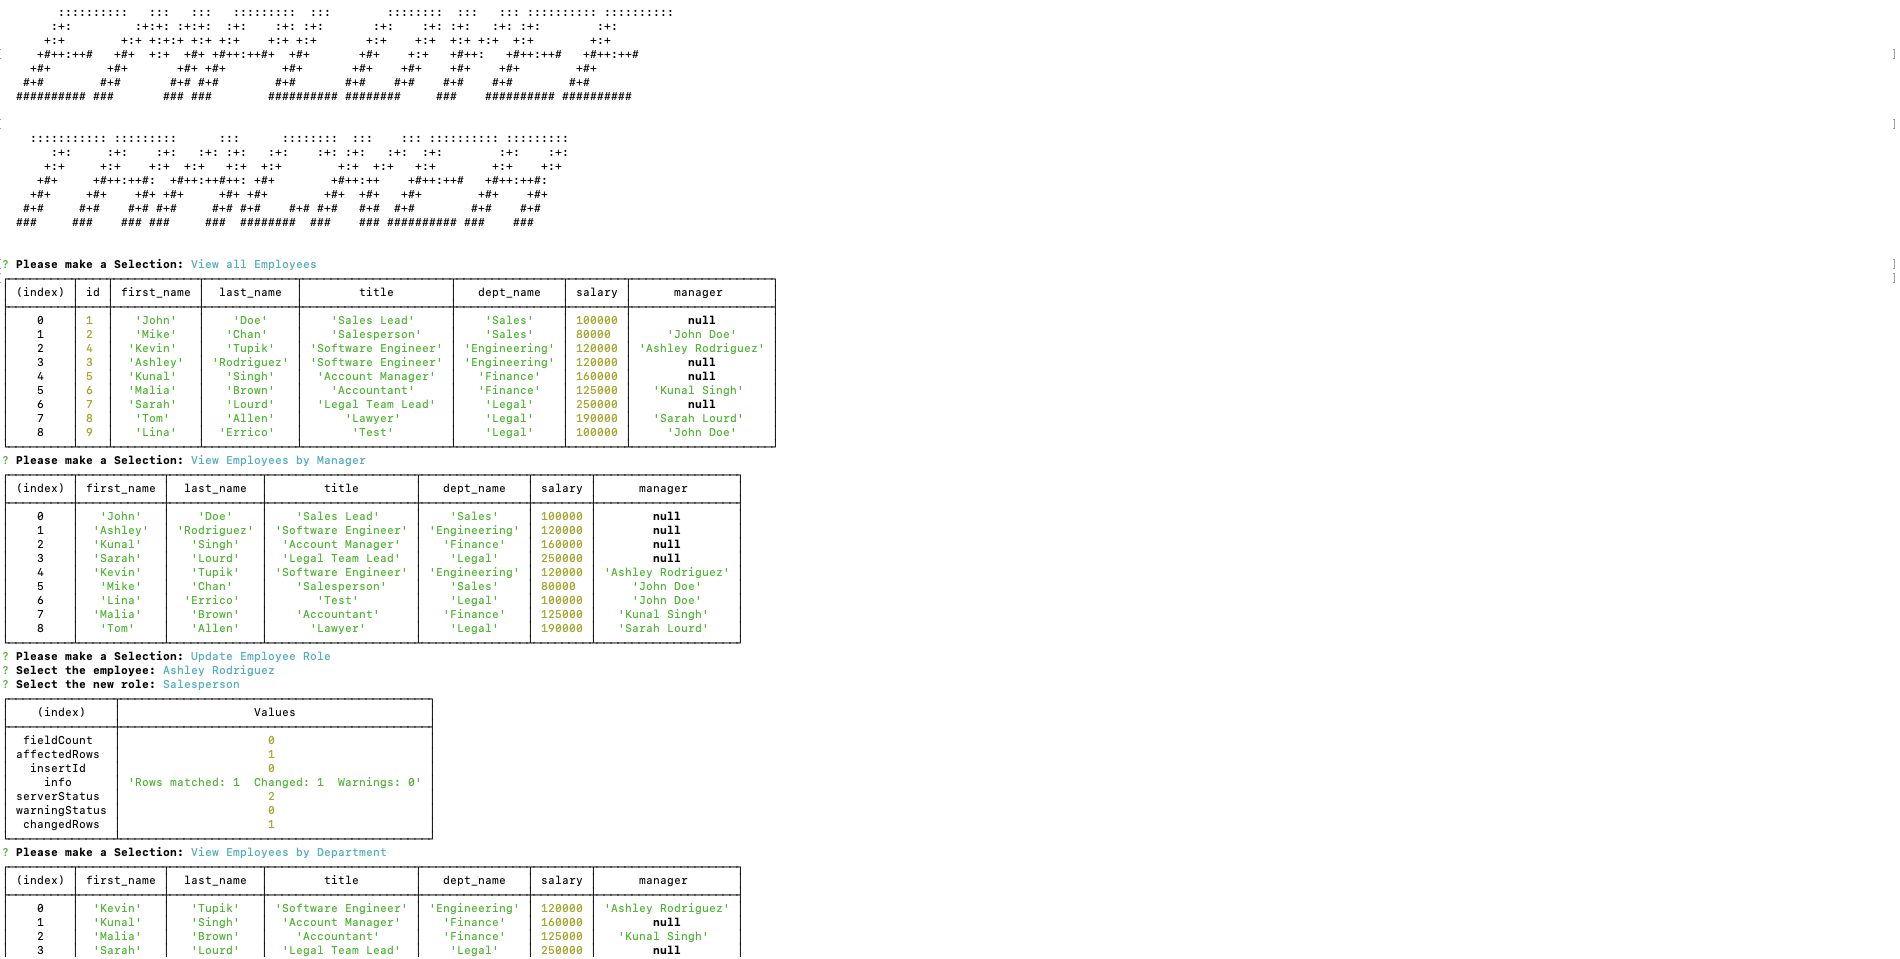 EMPLOYEE
TRACKER
? Please make a Selection: View all Employees
(index) id first_name last_name title dept_name salary manager
0 1 'John' 'Doe' 'Sales Lead' 'Sales' 100000 null
1 2 'Mike' 'Chan' 'Salesperson' 'Sales' 80000 'John Doe'
2 4 'Kevin' 'Tupik' 'Software Engineer' 'Engineering' 120000 'Ashley Rodriguez'
3 3 'Ashley' 'Rodriguez' 'Software Engineer' 'Engineering' 120000 null
4 5 'Kunal' 'Singh' 'Account Manager' 'Finance' 160000 null
5 6 'Malia' 'Brown' 'Accountant' 'Finance' 125000 'Kunal Singh'
6 7 'Sarah' 'Lourd' 'Legal Team Lead' 'Legal' 250000 null
7 8 'Tom' 'Allen' 'Lawyer' 'Legal' 190000 'Sarah Lourd'
8 9 'Lina' 'Errico' 'Test' 'Legal' 100000 'John Doe'
? Please make a Selection: View Employees by Manager
(index) first_name last_name title dept_name salary manager
0 'John' 'Doe' 'Sales Lead' 'Sales' 100000 null
1 'Ashley' 'Rodriguez' 'Software Engineer' 'Engineering' 120000 null
2 'Kunal' 'Singh' 'Account Manager' 'Finance' 160000 null
3 'Sarah' 'Lourd' 'Legal Team Lead' 'Legal' 250000 null
4 'Kevin' 'Tupik' 'Software Engineer' 'Engineering' 120000 'Ashley Rodriguez'
5 'Mike' 'Chan' 'Salesperson' 'Sales' 80000 'John Doe'
6 'Lina' 'Errico' 'Test' 'Legal' 100000 'John Doe'
7 'Malia' 'Brown' 'Accountant' 'Finance' 125000 'Kunal Singh'
8 'Tom' 'Allen' 'Lawyer' 'Legal' 190000 'Sarah Lourd'
? Please make a Selection: Update Employee Role
? Select the employee: Ashley Rodriguez
? Select the new role: Salesperson
(index) Values
fieldCount 0
affectedRows 1
insertId 0
info 'Rows matched: 1  Changed: 1  Warnings: 0'
serverStatus 2
warningStatus 0
changedRows 1
? Please make a Selection: View Employees by Department
(index) first_name last_name title dept_name salary manager
0 'Kevin' 'Tupik' 'Software Engineer' 'Engineering' 120000 'Ashley Rodriguez'
1 'Kunal' 'Singh' 'Account Manager' 'Finance' 160000 null
2 'Malia' 'Brown' 'Accountant' 'Finance' 125000 'Kunal Singh'
3 'Sarah' 'Lourd' 'Legal Team Lead' 'Legal' 250000 null